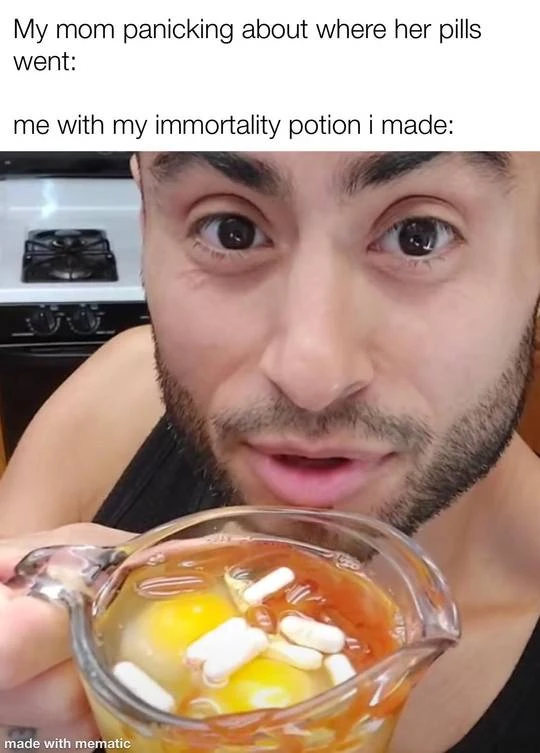 My mom panicking about where her pills
went:
me with my immortality potion i made:
made with mematic